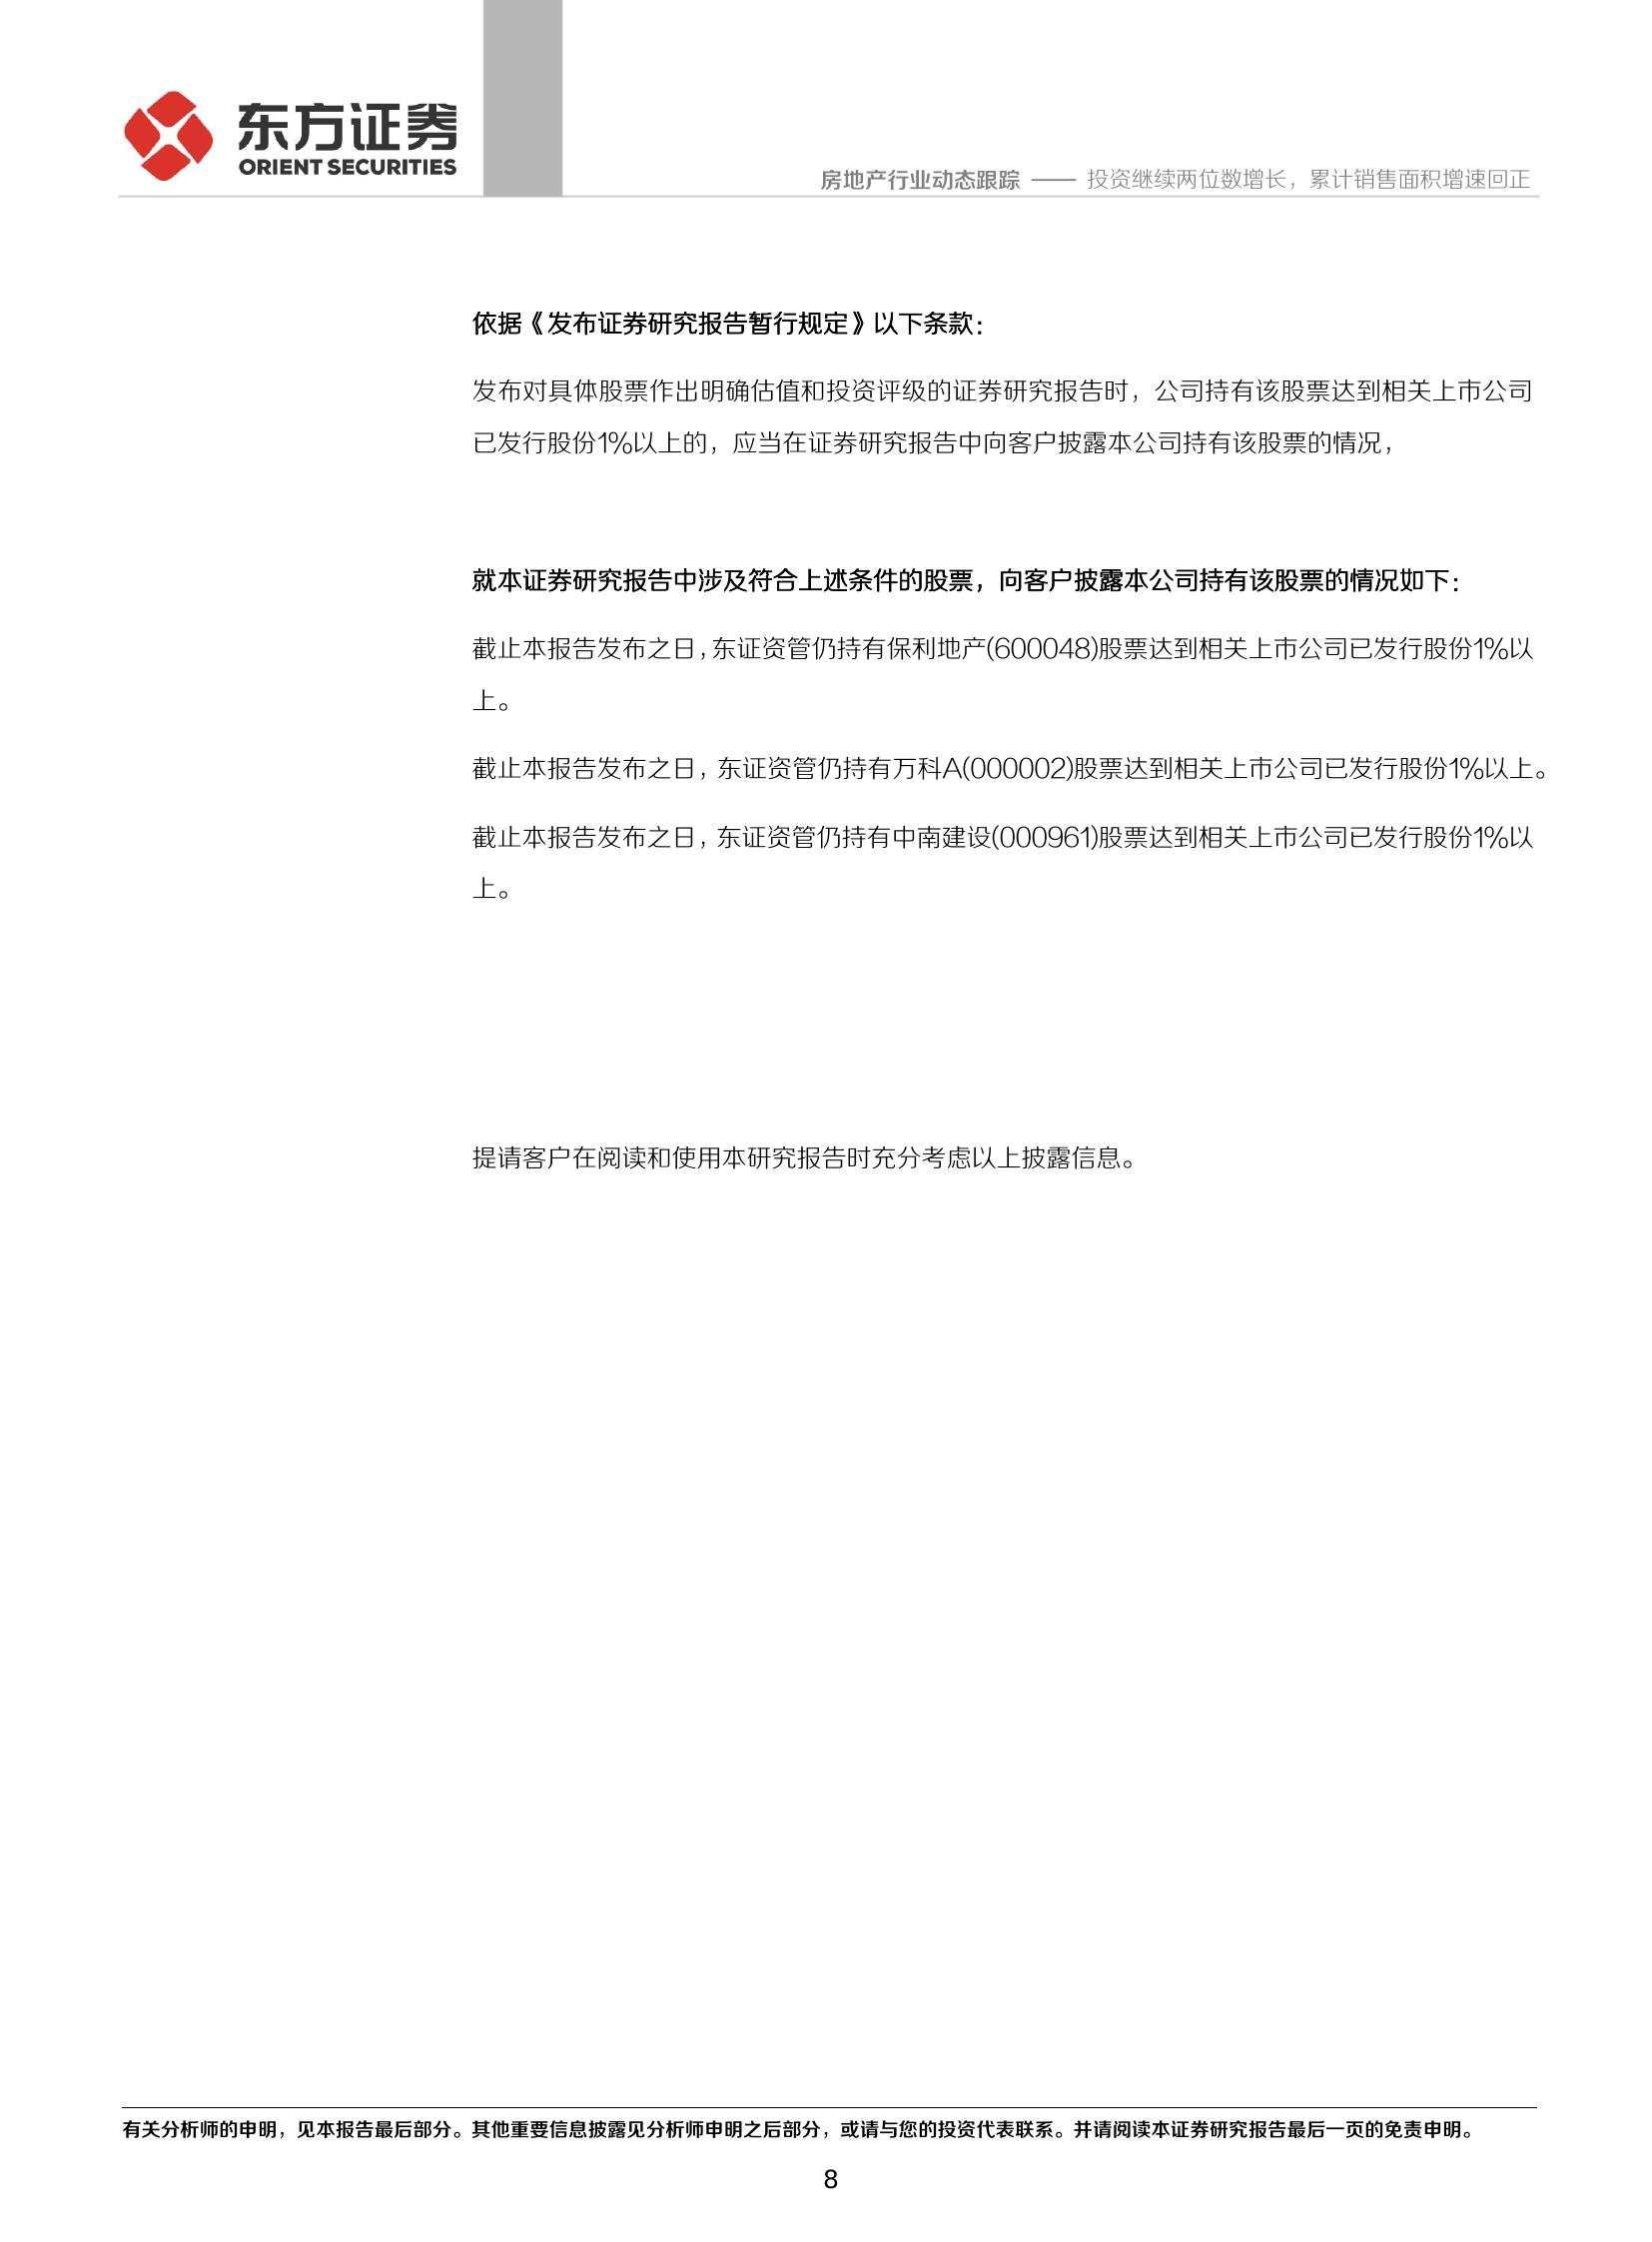 东方证券
ORIENT SECURITIES
房地产行业动态跟踪 —— 投资继续两位数增长，累计销售面积增速回正
依据《发布证券研究报告暂行规定》以下条款：
发布对具体股票作出明确估值和投资评级的证券研究报告时，公司持有该股票达到相关上市公司
已发行股份1%以上的，应当在证券研究报告中向客户披露本公司持有该股票的情况，
就本证券研究报告中涉及符合上述条件的股票，向客户披露本公司持有该股票的情况如下：
截止本报告发布之日，东证资管仍持有保利地产(600048)股票达到相关上市公司已发行股份1%以
上。
截止本报告发布之日，东证资管仍持有万科A(000002)股票达到相关上市公司已发行股份1%以上。
截止本报告发布之日，东证资管仍持有中南建设(000961)股票达到相关上市公司已发行股份1%以
上。
提请客户在阅读和使用本研究报告时充分考虑以上披露信息。
有关分析师的申明，见本报告最后部分。其他重要信息披露见分析师申明之后部分，或请与您的投资代表联系。并请阅读本证券研究报告最后一页的免责申明。
8